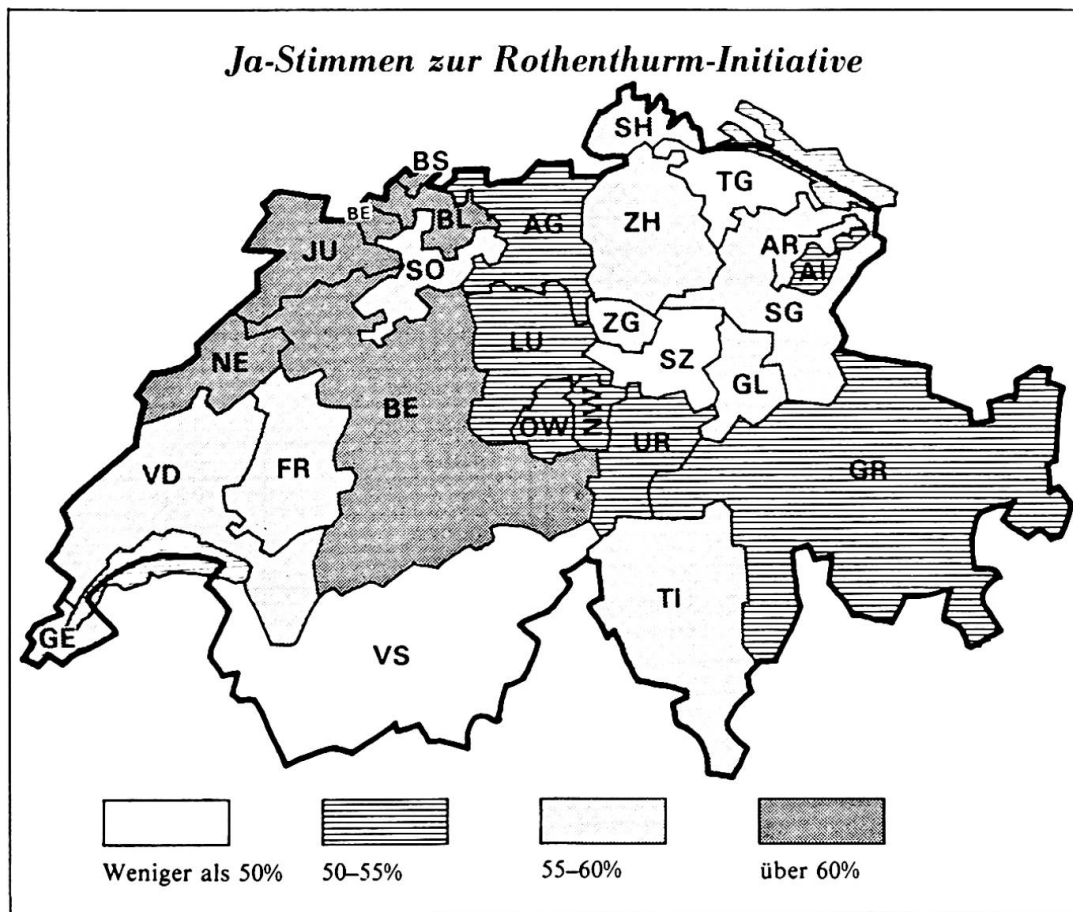 Ja-Stimmen zur Rothenthurm-Initiative
SH
BS
TG
BE
BL
AG
ZH
JU
AR
AI
SO
SG
ZG
LU
SZ
NE
GL
BE
OW
NW
UR
VD
FR
GR
TI
GE
VS
Weniger als 50%
50–55%
55–60%
über 60%